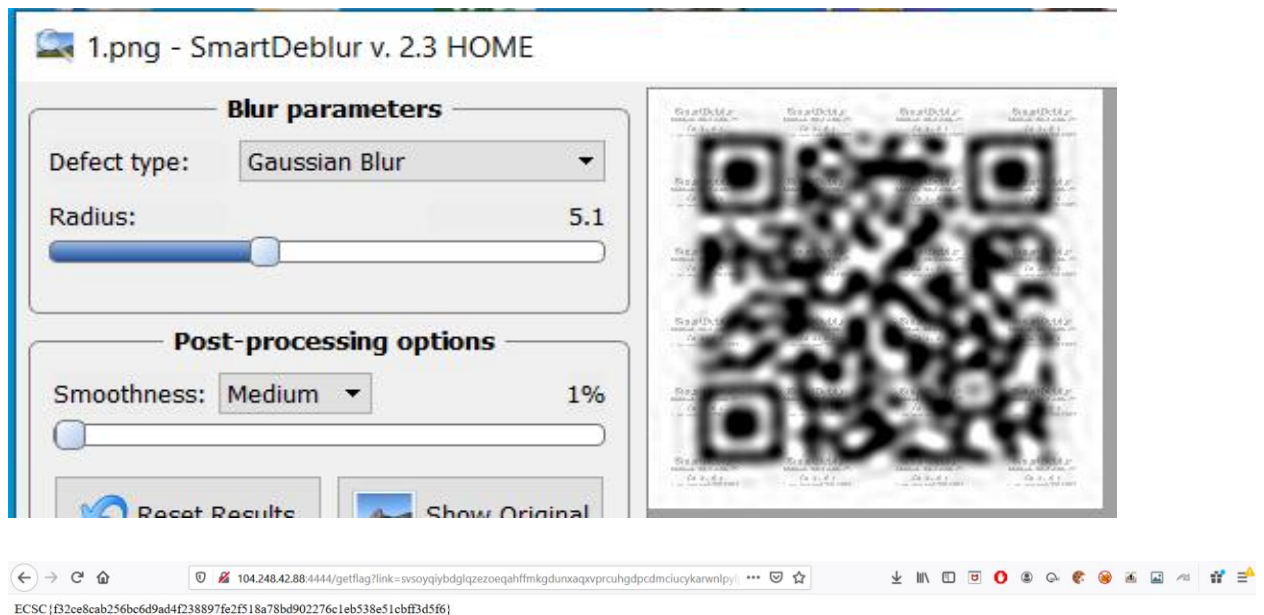 1.png - SmartDeblur v. 2.3 HOME
Blur parameters
Defect type: Gaussian Blur
Radius: 5.1
Post-processing options
Smoothness: Medium 1%
Reset Results Show Original
104.248.42.88:4444/getflag?link=svsoyqiybdglqzezoeqahffmkgdunxaqxvprcuhgdpcdmciucykarwnlpyl
ECSC{f32ce8cab256bc6d9ad4f238897fe2f518a78bd902276c1eb538e51cbff3d5f6}